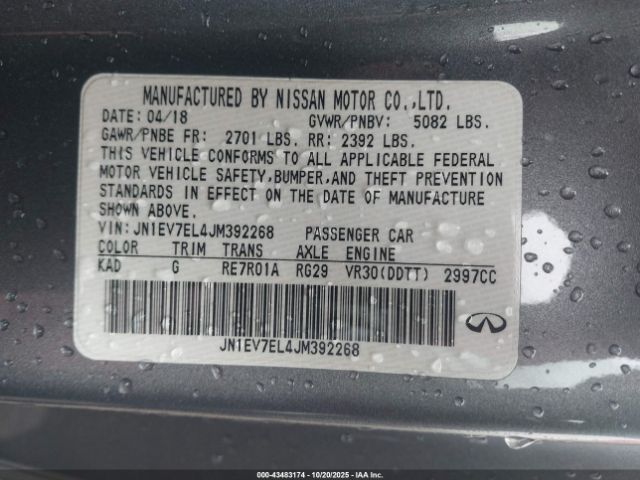 MANUFACTURED BY NISSAN MOTOR CO.,LTD.
DATE: 04/18 GVWR/PNBV: 5082 LBS.
GAWR/PNBE FR: 2701 LBS. RR: 2392 LBS.
THIS VEHICLE CONFORMS TO ALL APPLICABLE FEDERAL
MOTOR VEHICLE SAFETY,BUMPER,AND THEFT PREVENTION
STANDARDS IN EFFECT ON THE DATE OF MANUFACTURE
SHOWN ABOVE.
VIN: JN1EV7EL4JM392268 PASSENGER CAR
COLOR TRIM TRANS AXLE ENGINE
KAD G RE7R01A RG29 VR30(DDTT) 2997CC
JN1EV7EL4JM392268
000-43483174 - 10/20/2025 - IAA, Inc.